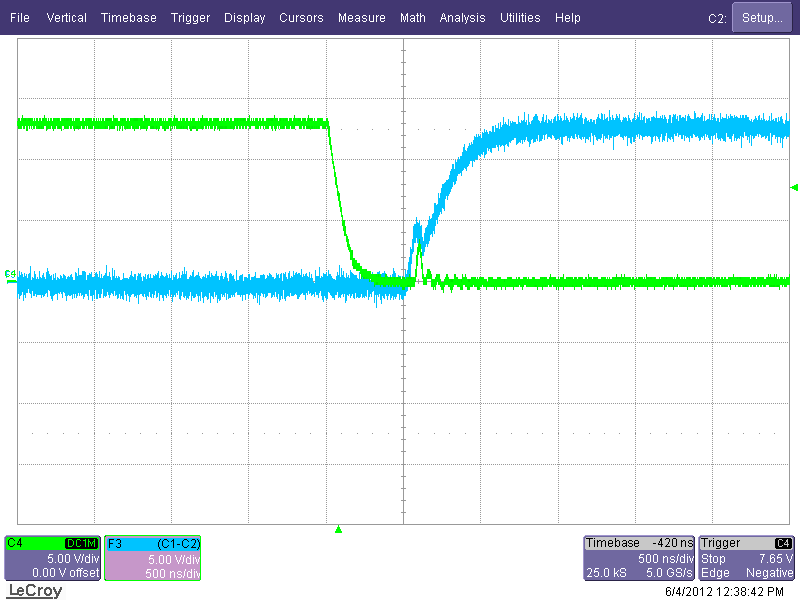 File Vertical Timebase Trigger Display Cursors Measure Math Analysis Utilities Help C2: Setup...
C4 DC1M
5.00 V/div
0.00 V offset
F3 (C1-C2)
5.00 V/div
500 ns/div
Timebase -420 ns
500 ns/div
25.0 kS 5.0 GS/s
Trigger C4
Stop 7.65 V
Edge Negative
LeCroy
6/4/2012 12:38:42 PM